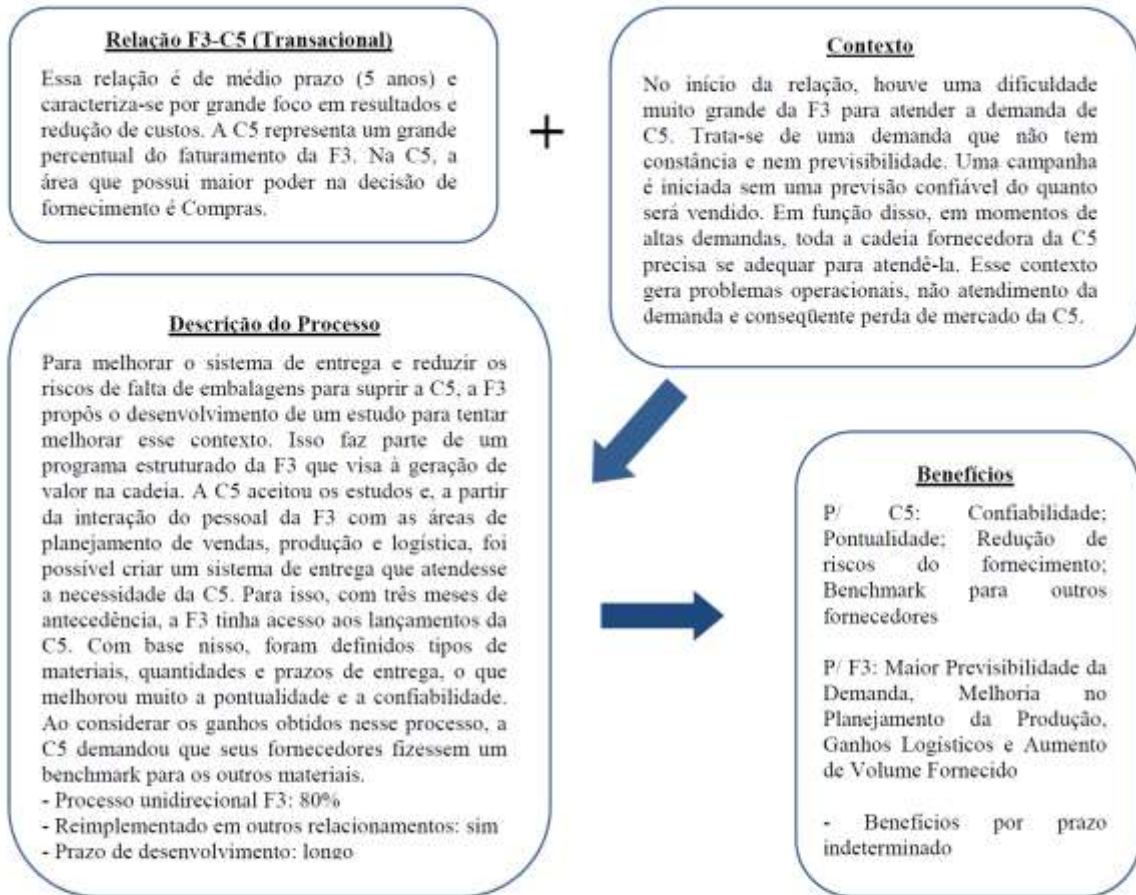 Relação F3-C5 (Transacional)
Essa relação é de médio prazo (5 anos) e
caracteriza-se por grande foco em resultados e
redução de custos. A C5 representa um grande
percentual do faturamento da F3. Na C5, a
área que possui maior poder na decisão de
fornecimento é Compras.
+
Contexto
No início da relação, houve uma dificuldade
muito grande da F3 para atender a demanda de
C5. Trata-se de uma demanda que não tem
constância e nem previsibilidade. Uma campanha
é iniciada sem uma previsão confiável do quanto
será vendido. Em função disso, em momentos de
altas demandas, toda a cadeia fornecedora da C5
precisa se adequar para atendê-la. Esse contexto
gera problemas operacionais, não atendimento da
demanda e conseqüente perda de mercado da C5.
Descrição do Processo
Para melhorar o sistema de entrega e reduzir os
riscos de falta de embalagens para suprir a C5, a F3
propôs o desenvolvimento de um estudo para tentar
melhorar esse contexto. Isso faz parte de um
programa estruturado da F3 que visa à geração de
valor na cadeia. A C5 aceitou os estudos e, a partir
da interação do pessoal da F3 com as áreas de
planejamento de vendas, produção e logística, foi
possível criar um sistema de entrega que atendesse
a necessidade da C5. Para isso, com três meses de
antecedência, a F3 tinha acesso aos lançamentos da
C5. Com base nisso, foram definidos tipos de
materiais, quantidades e prazos de entrega, o que
melhorou muito a pontualidade e a confiabilidade.
Ao considerar os ganhos obtidos nesse processo, a
C5 demandou que seus fornecedores fizessem um
benchmark para os outros materiais.
- Processo unidirecional F3: 80%
- Reimplementado em outros relacionamentos: sim
- Prazo de desenvolvimento: longo
Benefícios
P/ C5: Confiabilidade;
Pontualidade; Redução de
riscos do fornecimento;
Benchmark para outros
fornecedores
P/ F3: Maior Previsibilidade da
Demanda, Melhoria no
Planejamento da Produção,
Ganhos Logísticos e Aumento
de Volume Fornecido
- Benefícios por prazo
indeterminado